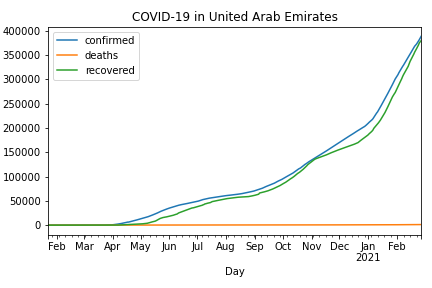 COVID-19 in United Arab Emirates
confirmed
deaths
recovered
400000
350000
300000
250000
200000
150000
100000
50000
0
Feb Mar Apr May Jun Jul Aug Sep Oct Nov Dec Jan Feb
2021
Day